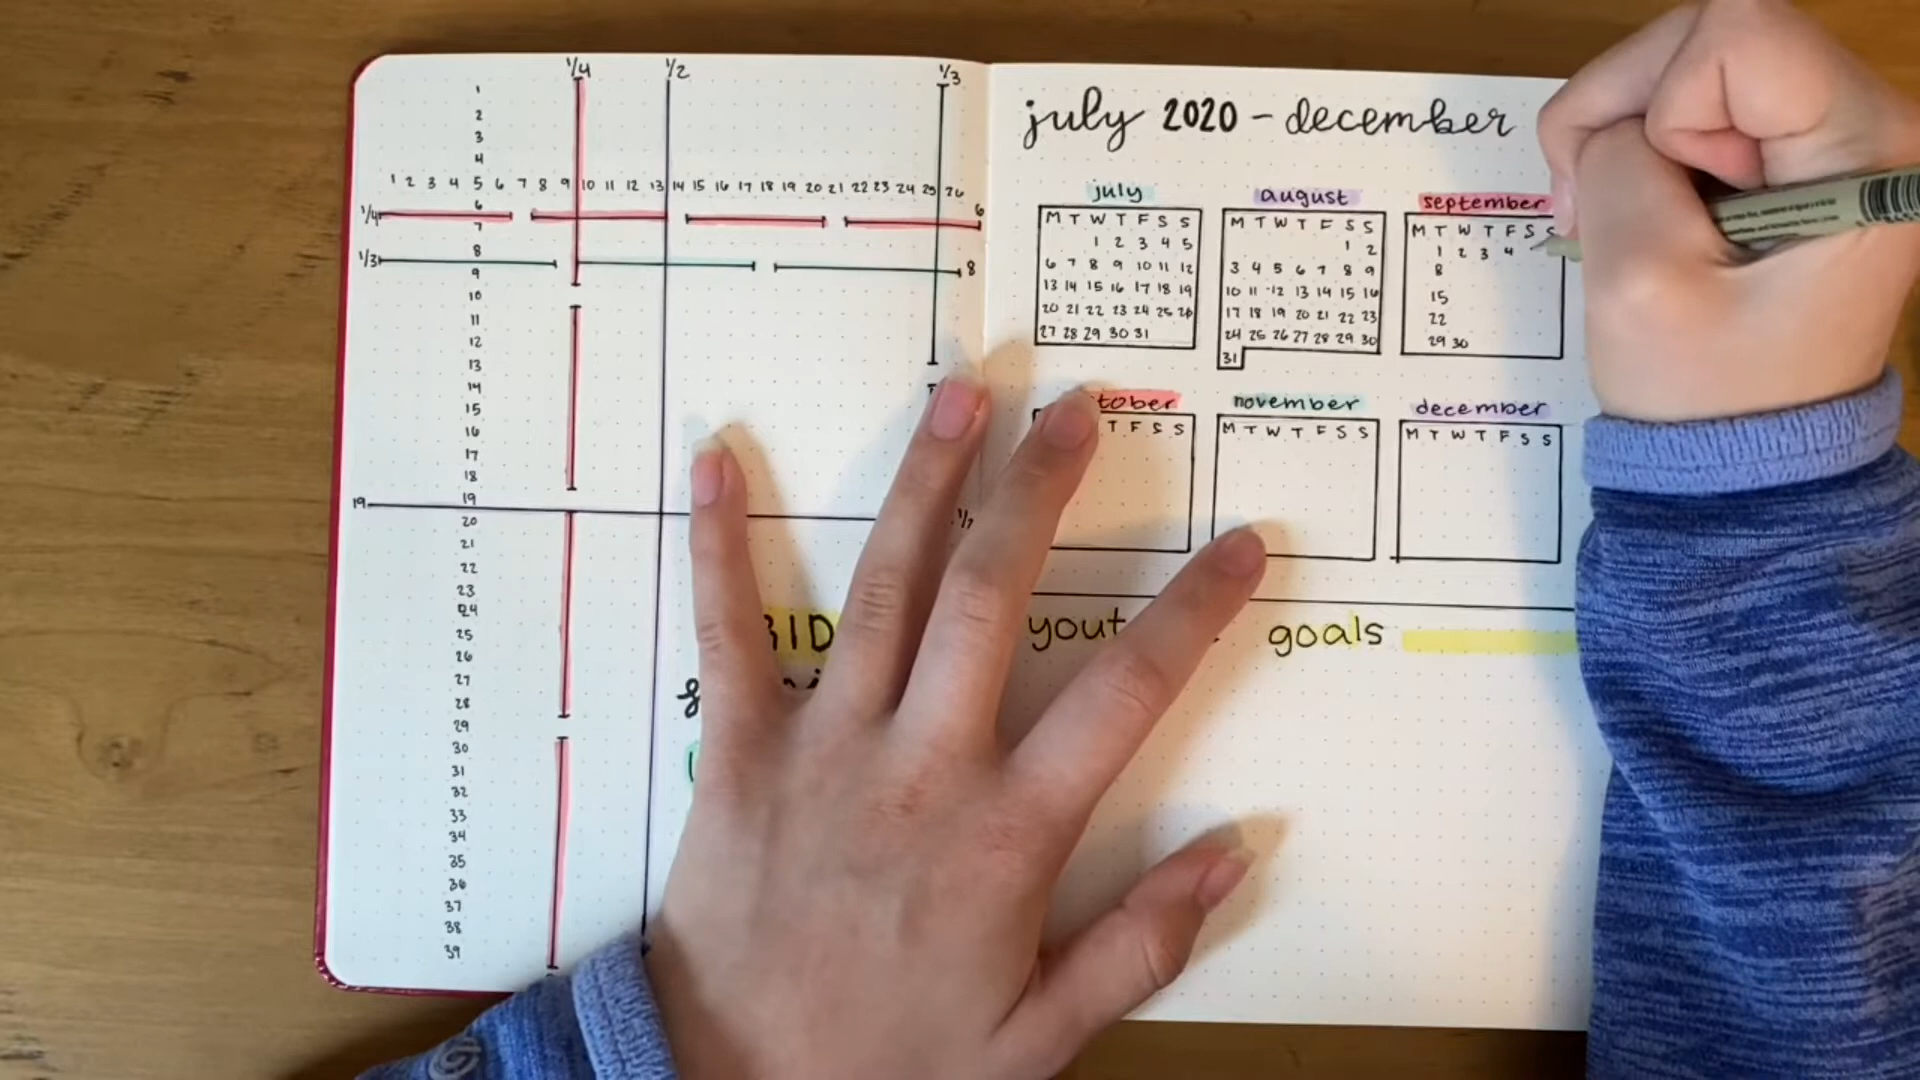 1/4 1/2 1/3
1
2
3
4
1 2 3 4 5 6 7 8 9 10 11 12 13 14 15 16 17 18 19 20 21 22 23 24 25 26
6
1/4 6
7
8
1/3 8
9
10
11
12
13
14
15
16
17
18
19 19
20
21
22
23
24
25
26
27
28
29
30
31
32
33
34
35
36
37
38
39
july 2020 - december
july
M T W T F S S
1 2 3 4 5
6 7 8 9 10 11 12
13 14 15 16 17 18 19
20 21 22 23 24 25 26
27 28 29 30 31
august
M T W T F S S
1 2
3 4 5 6 7 8 9
10 11 12 13 14 15 16
17 18 19 20 21 22 23
24 25 26 27 28 29 30
31
september
M T W T F S S
1 2 3 4
8
15
22
29 30
tober
T F S S
november
M T W T F S S
december
M T W T F S S
yout goals